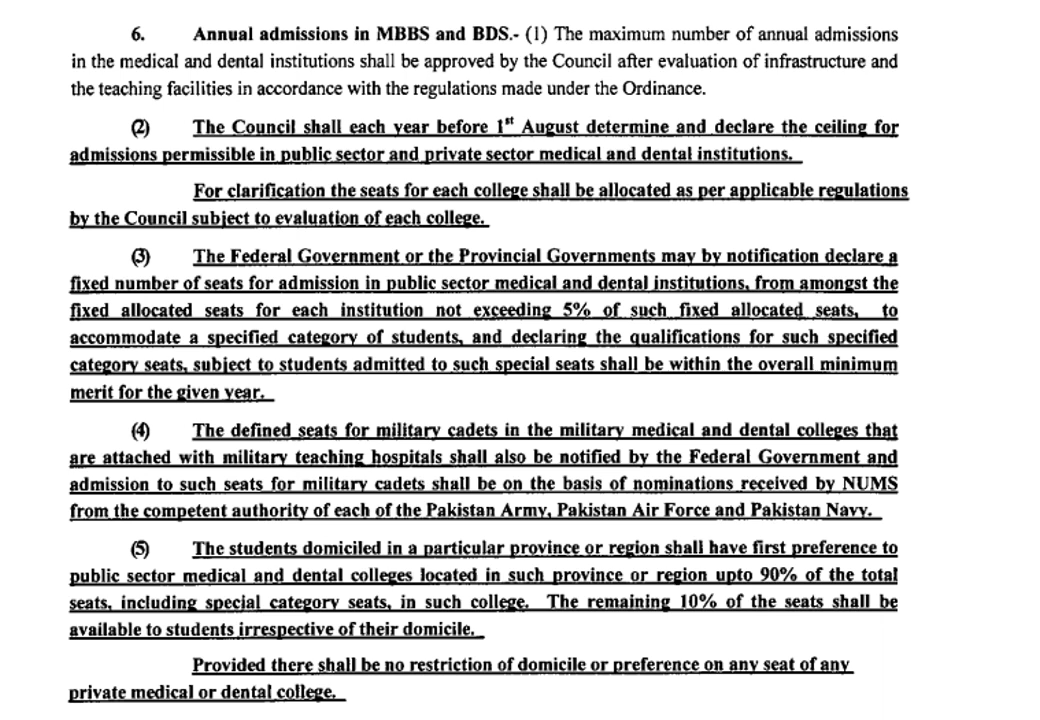 6. Annual admissions in MBBS and BDS.- (1) The maximum number of annual admissions
in the medical and dental institutions shall be approved by the Council after evaluation of infrastructure and
the teaching facilities in accordance with the regulations made under the Ordinance.
(2) The Council shall each year before 1st August determine and declare the ceiling for
admissions permissible in public sector and private sector medical and dental institutions.
For clarification the seats for each college shall be allocated as per applicable regulations
by the Council subject to evaluation of each college.
(3) The Federal Government or the Provincial Governments may by notification declare a
fixed number of seats for admission in public sector medical and dental institutions, from amongst the
fixed allocated seats for each institution not exceeding 5% of such fixed allocated seats, to
accommodate a specified category of students, and declaring the qualifications for such specified
category seats, subject to students admitted to such special seats shall be within the overall minimum
merit for the given year.
(4) The defined seats for military cadets in the military medical and dental colleges that
are attached with military teaching hospitals shall also be notified by the Federal Government and
admission to such seats for military cadets shall be on the basis of nominations received by NUMS
from the competent authority of each of the Pakistan Army, Pakistan Air Force and Pakistan Navy.
(5) The students domiciled in a particular province or region shall have first preference to
public sector medical and dental colleges located in such province or region upto 90% of the total
seats, including special category seats, in such college. The remaining 10% of the seats shall be
available to students irrespective of their domicile.
Provided there shall be no restriction of domicile or preference on any seat of any
private medical or dental college.